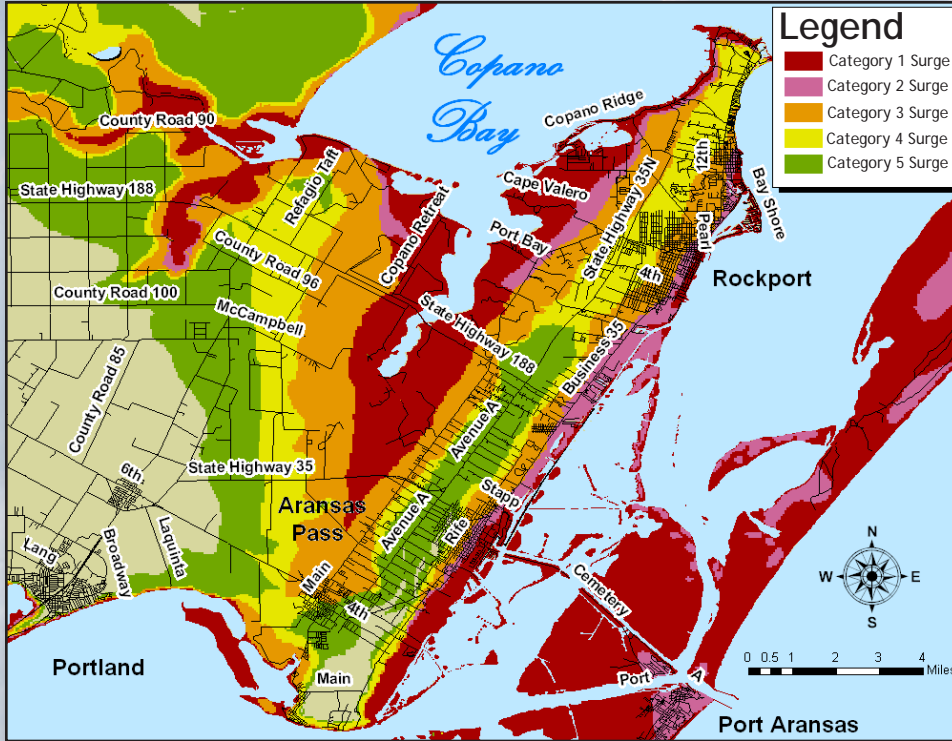 Legend
Category 1 Surge
Category 2 Surge
Category 3 Surge
Category 4 Surge
Category 5 Surge
Copano
Bay
County Road 90
Copano Ridge
State Highway 188
Refagio Taft
Cape Valero
12th
Bay Shore
Copano Retreat
State Highway 35N
Port Bay
Pearl
County Road 96
4th
Rockport
County Road 100
McCampbell
State Highway 188
Business 35
County Road 85
Avenue A
6th
State Highway 35
Aransas
Pass
Stapp
Avenue A
Rife
Lang
Broadway
Laquinta
Main
4th
Cemetery
N
W
E
S
0 0.5 1 2 3 4
Miles
Portland
Main
Port
A
Port Aransas